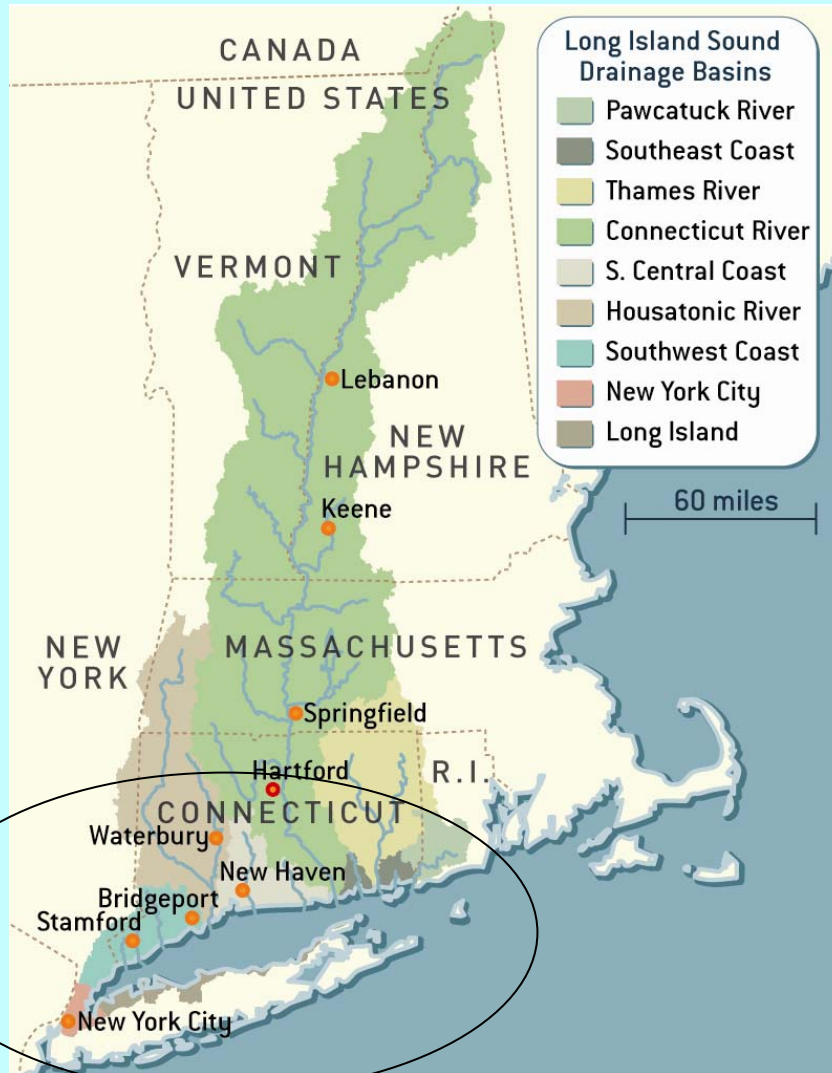 CANADA
UNITED STATES
Long Island Sound
Drainage Basins
Pawcatuck River
Southeast Coast
Thames River
Connecticut River
S. Central Coast
Housatonic River
Southwest Coast
New York City
Long Island
VERMONT
Lebanon
NEW
HAMPSHIRE
Keene
60 miles
NEW
YORK
MASSACHUSETTS
Springfield
Hartford
R.I.
CONNECTICUT
Waterbury
New Haven
Bridgeport
Stamford
New York City